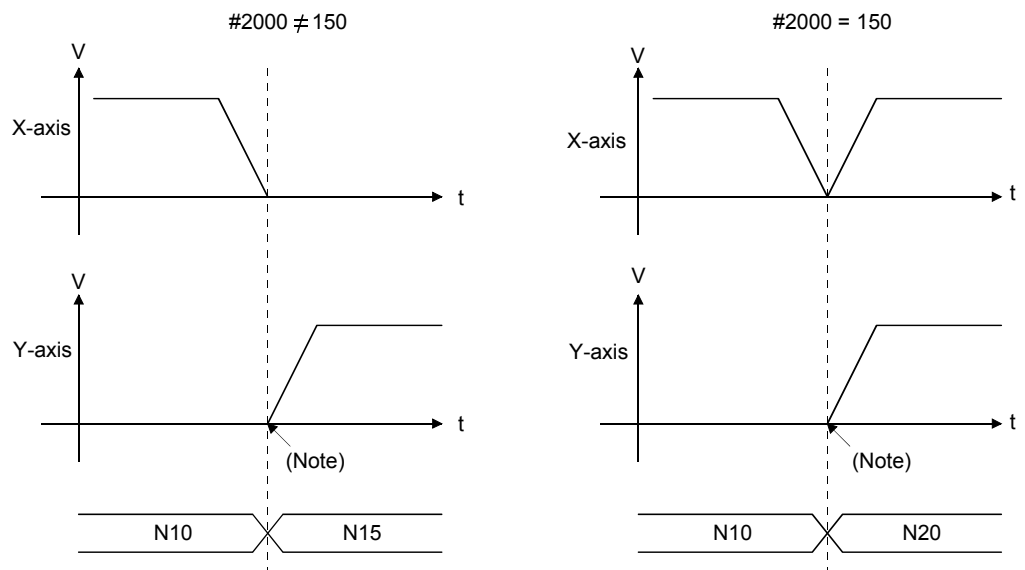 #2000 ≠ 150
V
X-axis
t
V
Y-axis
t
(Note)
N10
N15
#2000 = 150
V
X-axis
t
V
Y-axis
t
(Note)
N10
N20